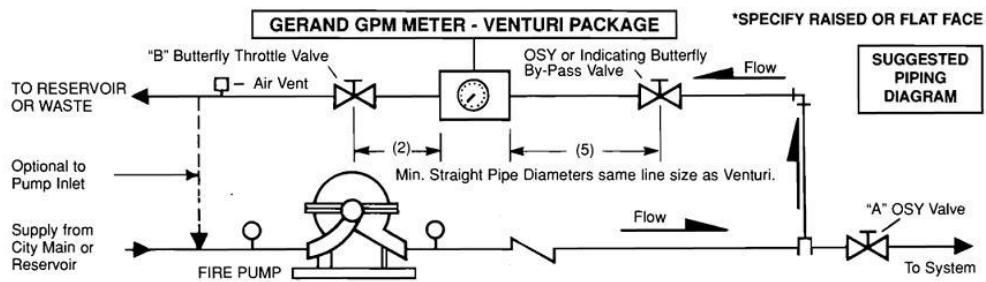 GERAND GPM METER - VENTURI PACKAGE
*SPECIFY RAISED OR FLAT FACE
"B" Butterfly Throttle Valve
OSY or Indicating Butterfly
By-Pass Valve
Flow
SUGGESTED
PIPING
DIAGRAM
Air Vent
TO RESERVOIR
OR WASTE
(2)
(5)
Min. Straight Pipe Diameters same line size as Venturi.
Optional to
Pump Inlet
Supply from
City Main or
Reservoir
FIRE PUMP
Flow
"A" OSY Valve
To System